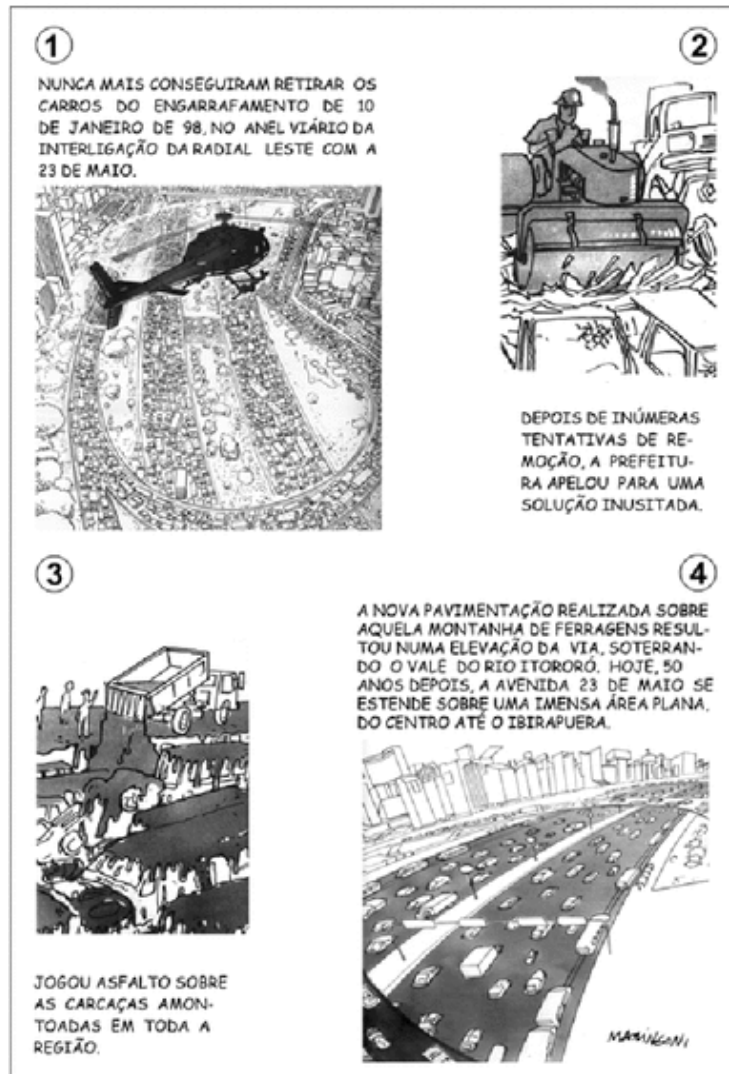 1
NUNCA MAIS CONSEGUIRAM RETIRAR OS
CARROS DO ENGARRAFAMENTO DE 10
DE JANEIRO DE 98, NO ANEL VIÁRIO DA
INTERLIGAÇÃO DA RADIAL LESTE COM A
23 DE MAIO.
2
DEPOIS DE INÚMERAS
TENTATIVAS DE RE-
MOÇÃO, A PREFEITU-
RA APELOU PARA UMA
SOLUÇÃO INUSITADA.
3
JOGOU ASFALTO SOBRE
AS CARCAÇAS AMON-
TOADAS EM TODA A
REGIÃO.
4
A NOVA PAVIMENTAÇÃO REALIZADA SOBRE
AQUELA MONTANHA DE FERRAGENS RESUL-
TOU NUMA ELEVAÇÃO DA VIA, SOTERRAN-
DO O VALE DO RIO ITORORÓ. HOJE, 50
ANOS DEPOIS, A AVENIDA 23 DE MAIO SE
ESTENDE SOBRE UMA IMENSA ÁREA PLANA,
DO CENTRO ATÉ O IBIRAPUERA.
MARINGONI